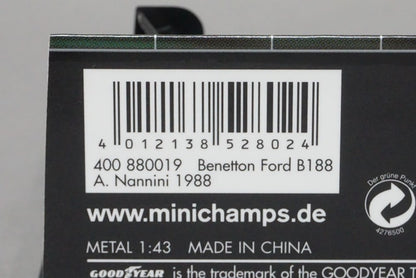 4 012138 528024
400 880019 Benetton Ford B188
A. Nannini 1988
www.minichamps.de
Der grüne Punkt
4276500
METAL 1:43 MADE IN CHINA
GOODYEAR is the trademark of the GOODYEAR T